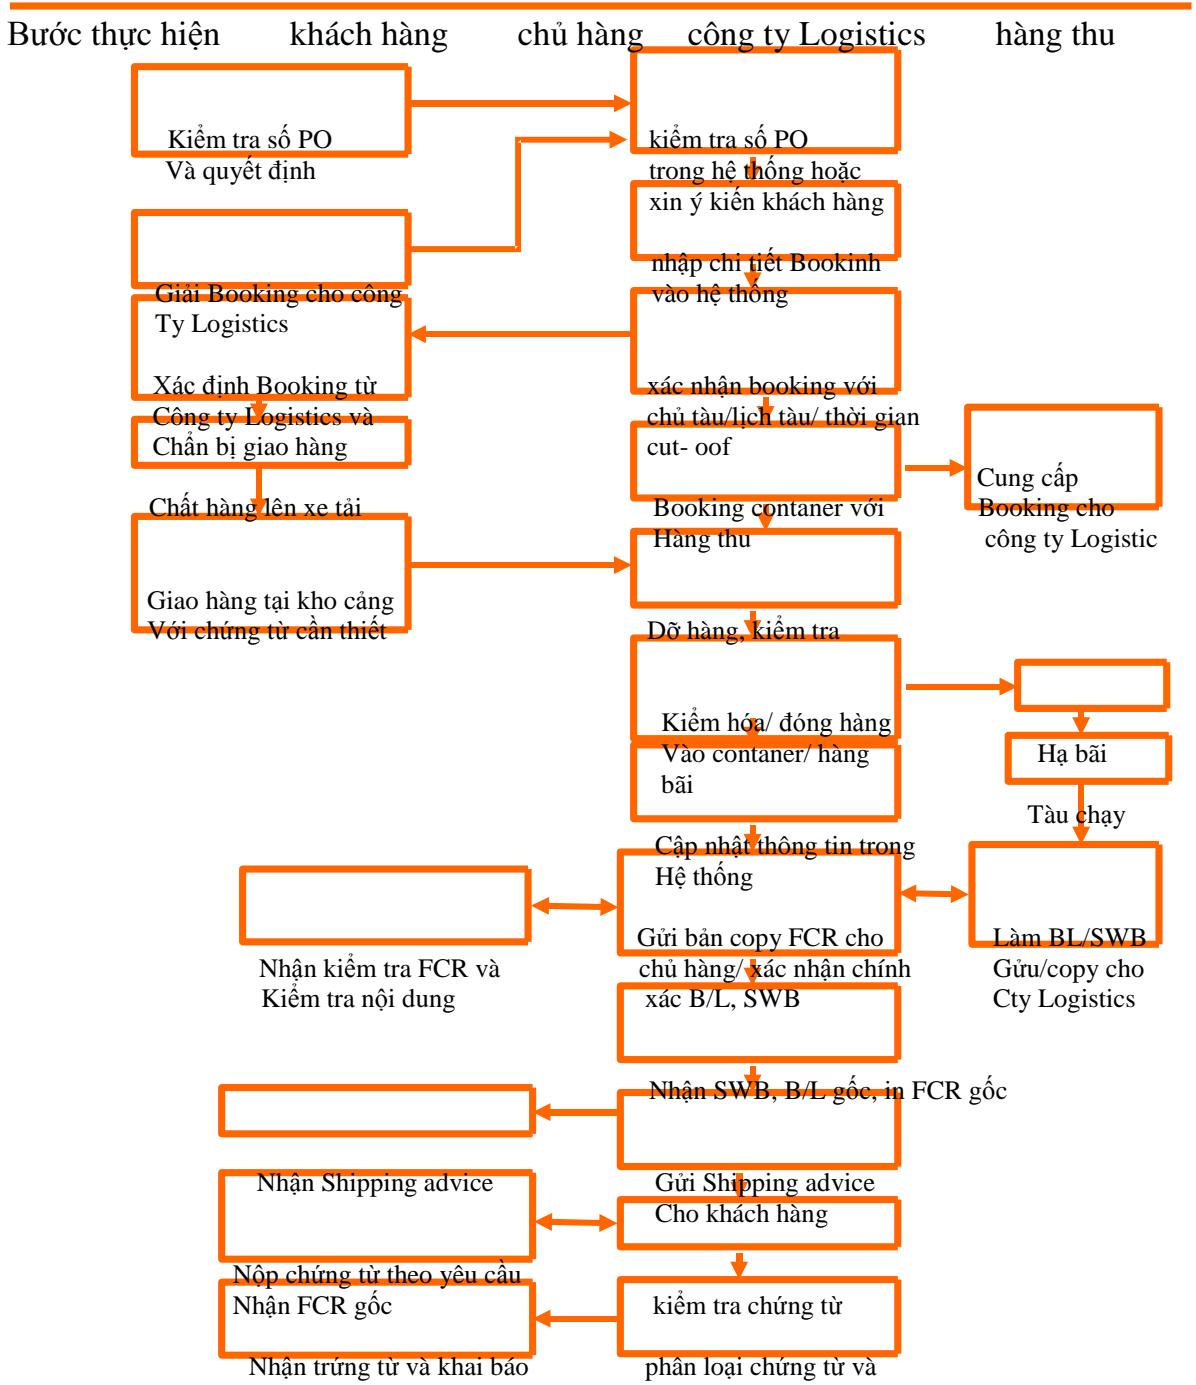 Bước thực hiện khách hàng chủ hàng công ty Logistics hàng thu
Kiểm tra số PO
Và quyết định
kiểm tra số PO
trong hệ thống hoặc
xin ý kiến khách hàng
Giải Booking cho công
Ty Logistics
nhập chi tiết Bookinh
vào hệ thống
Xác định Booking từ
Công ty Logistics và
Chẩn bị giao hàng
xác nhận booking với
chủ tàu/lịch tàu/ thời gian
cut- oof
Cung cấp
Booking cho
công ty Logistic
Chất hàng lên xe tải
Booking contaner với
Hàng thu
Giao hàng tại kho cảng
Với chứng từ cần thiết
Dỡ hàng, kiểm tra
Kiểm hóa/ đóng hàng
Vào contaner/ hàng
bãi
Hạ bãi
Tàu chạy
Cập nhật thông tin trong
Hệ thống
Nhận kiểm tra FCR và
Kiểm tra nội dung
Gửi bản copy FCR cho
chủ hàng/ xác nhận chính
xác B/L, SWB
Làm BL/SWB
Gửu/copy cho
Cty Logistics
Nhận SWB, B/L gốc, in FCR gốc
Nhận Shipping advice
Gửi Shipping advice
Cho khách hàng
Nộp chứng từ theo yêu cầu
Nhận FCR gốc
kiểm tra chứng từ
Nhận trứng từ và khai báo
phân loại chứng từ và